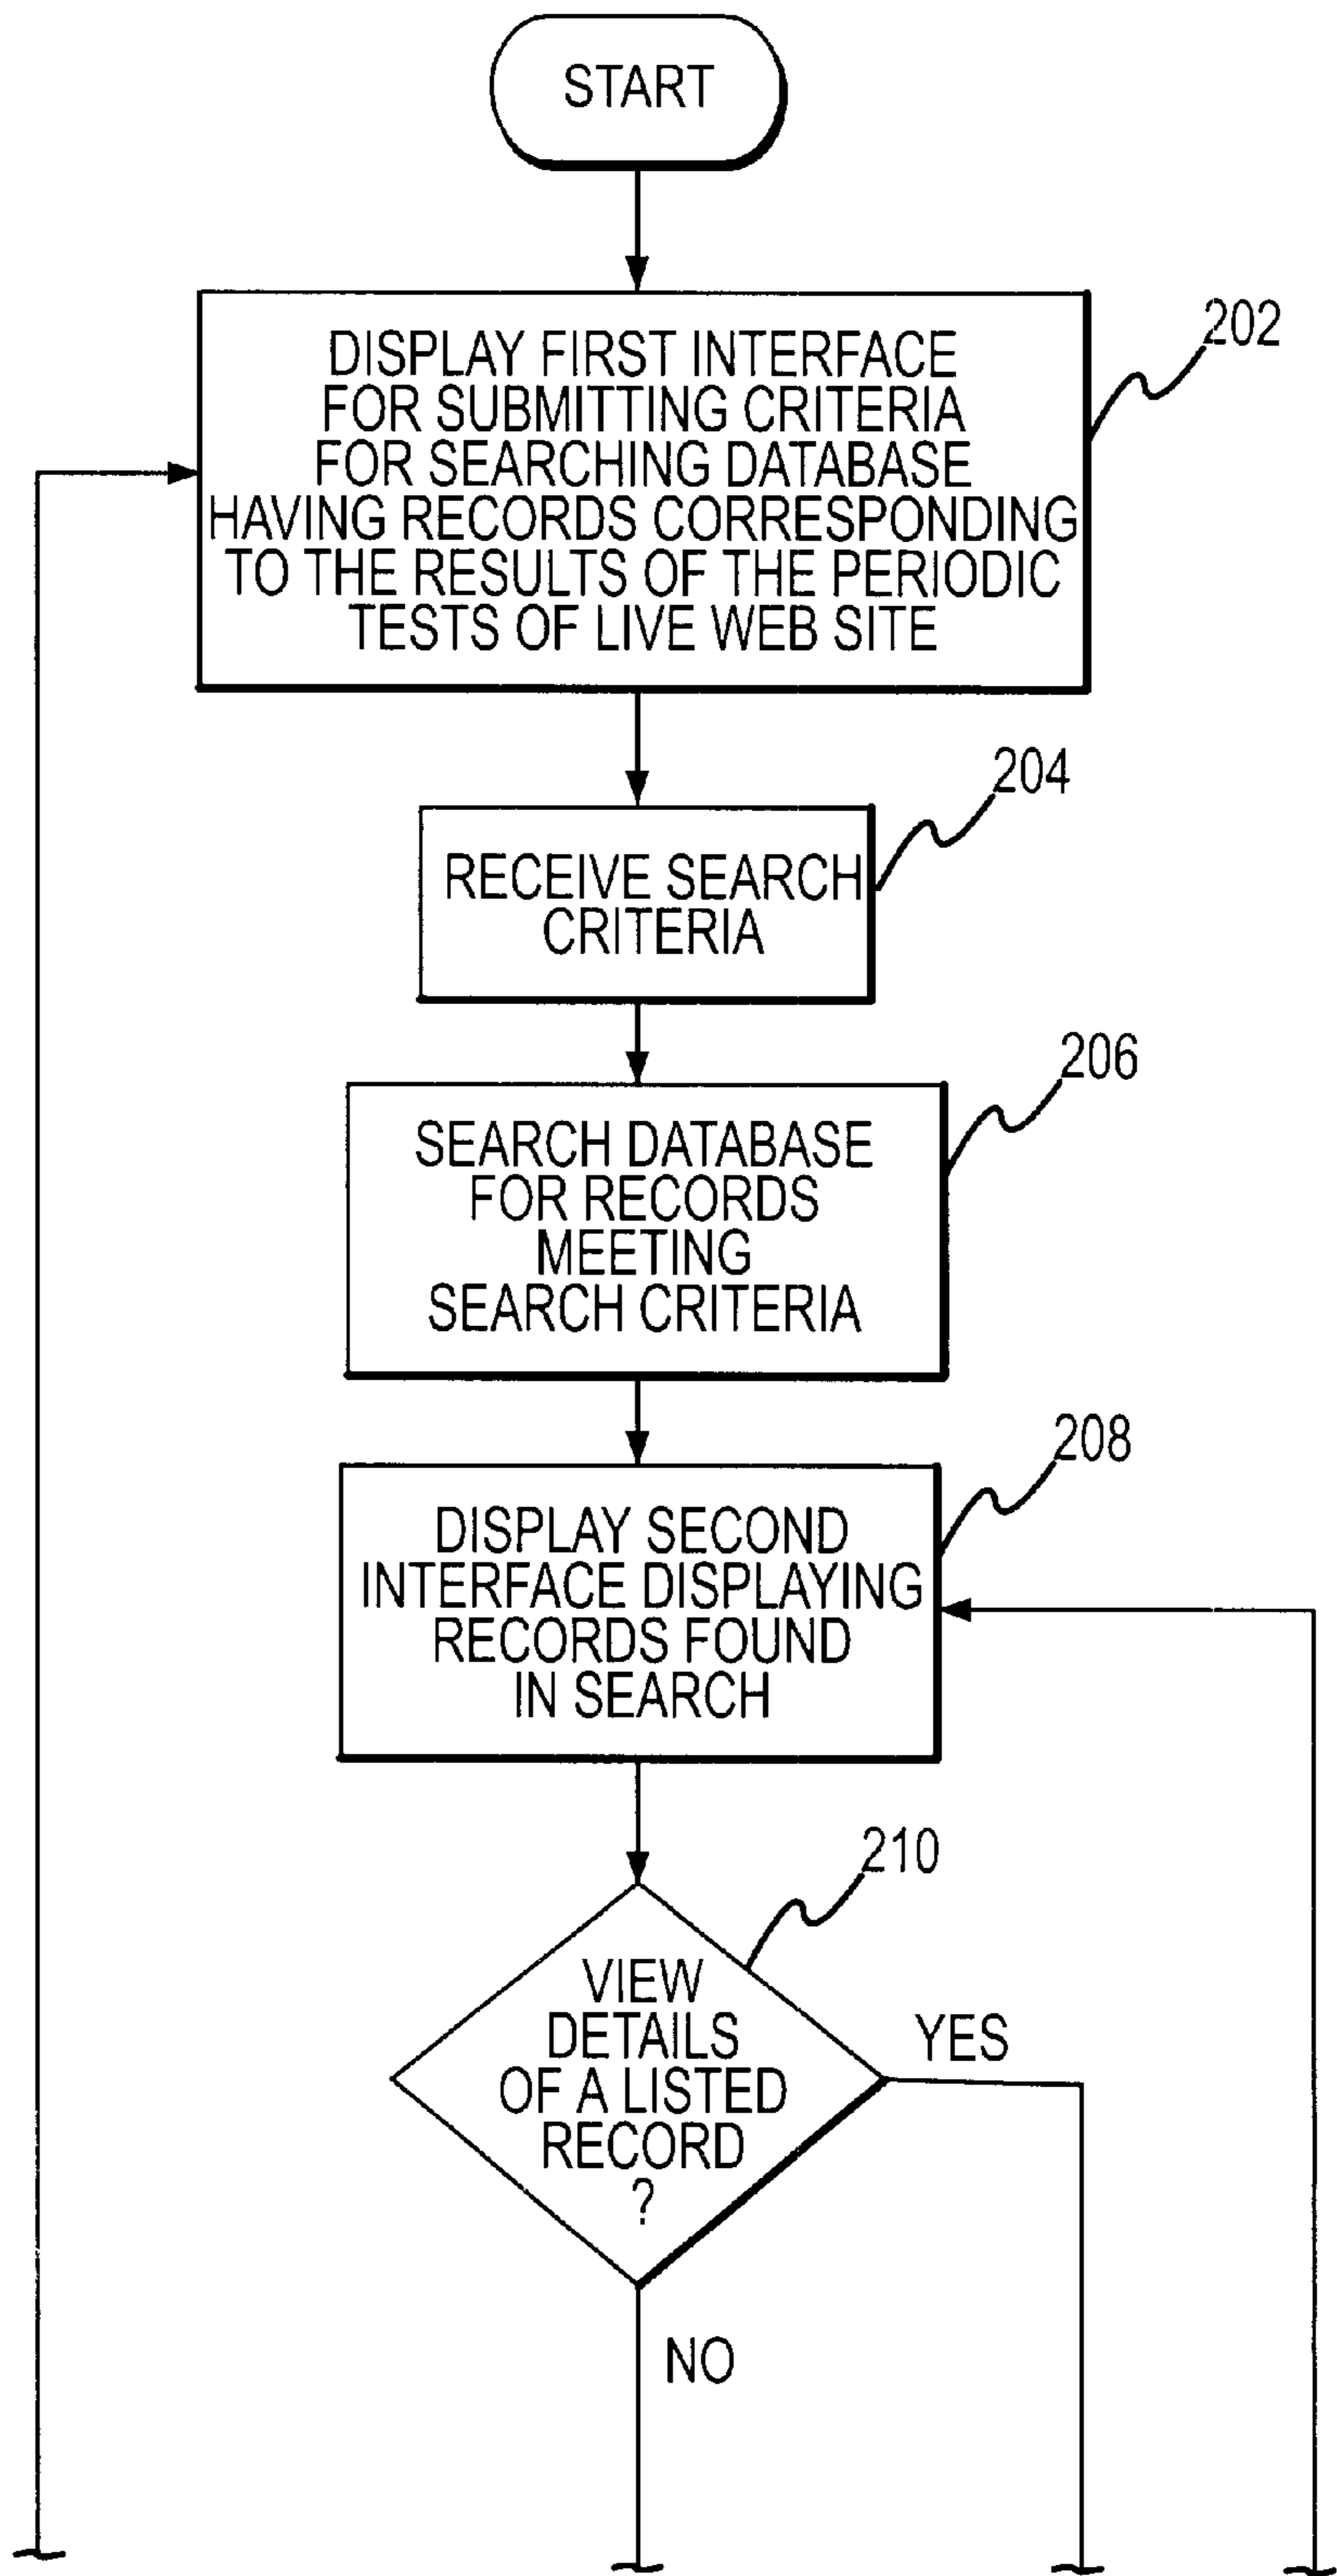 START
DISPLAY FIRST INTERFACE
FOR SUBMITTING CRITERIA
FOR SEARCHING DATABASE
HAVING RECORDS CORRESPONDING
TO THE RESULTS OF THE PERIODIC
TESTS OF LIVE WEB SITE
202
RECEIVE SEARCH
CRITERIA
204
SEARCH DATABASE
FOR RECORDS
MEETING
SEARCH CRITERIA
206
DISPLAY SECOND
INTERFACE DISPLAYING
RECORDS FOUND
IN SEARCH
208
VIEW
DETAILS
OF A LISTED
RECORD
?
210
YES
NO